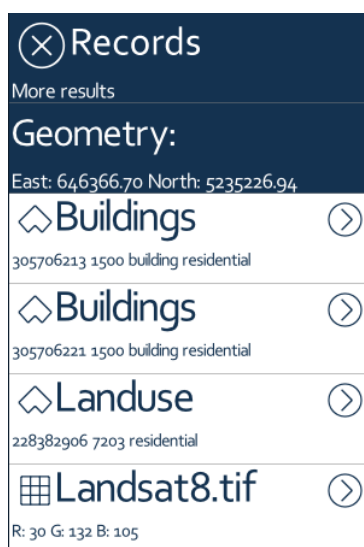 Records
More results
Geometry:
East: 646366.70 North: 5235226.94
Buildings
305706213 1500 building residential
Buildings
305706221 1500 building residential
Landuse
228382906 7203 residential
Landsat8.tif
R: 30 G: 132 B: 105